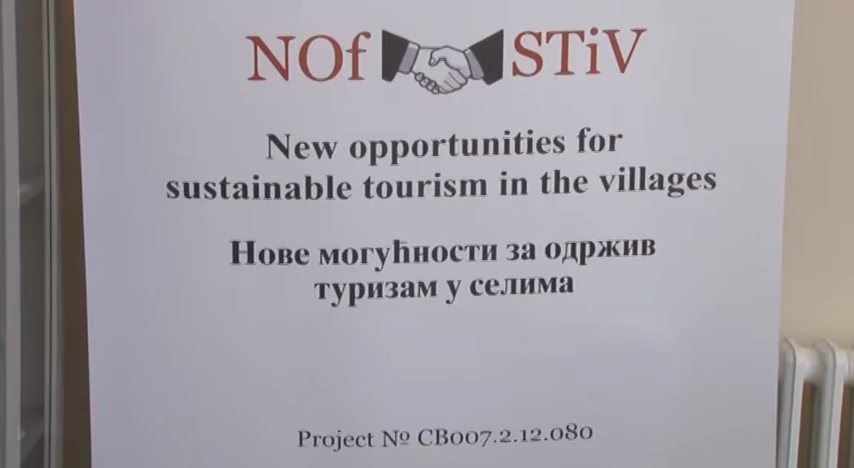 NOf STiV
New opportunities for
sustainable tourism in the villages
Нове могућности за одржив
туризам у селима
Project № CB007.2.12.080